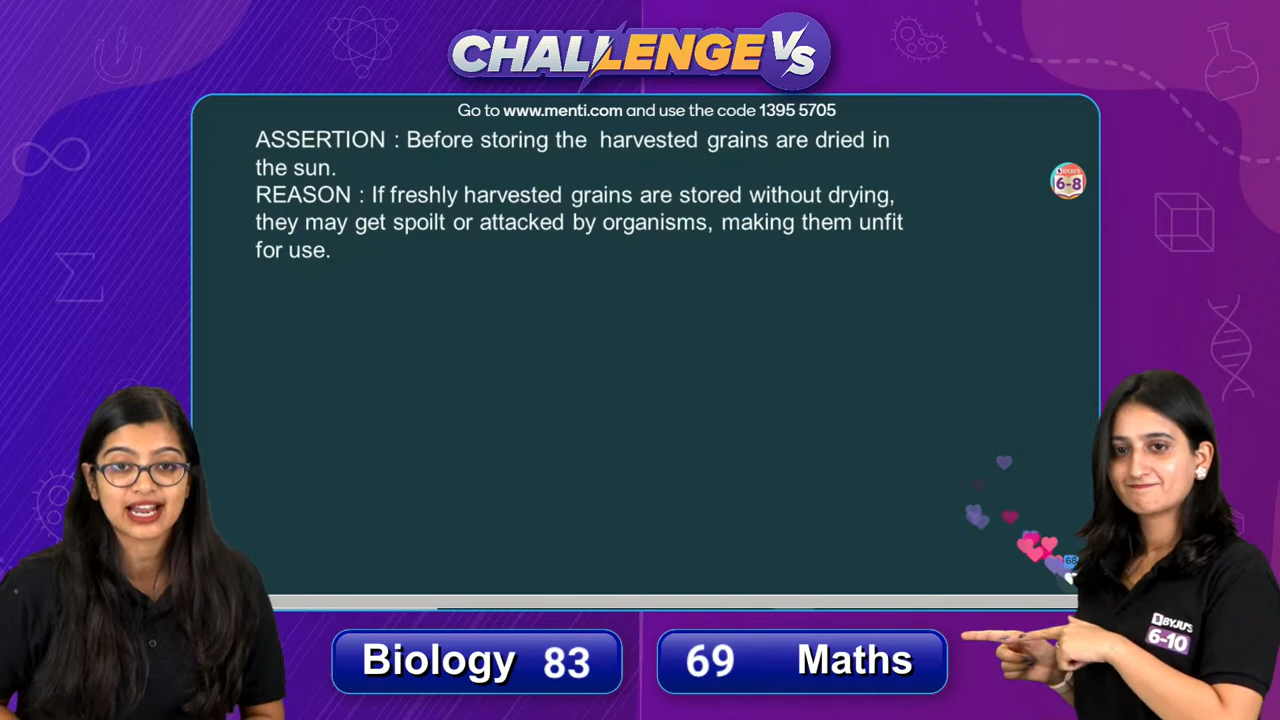 CHALLENGE VS
Go to www.menti.com and use the code 1395 5705
ASSERTION : Before storing the harvested grains are dried in
the sun.
REASON : If freshly harvested grains are stored without drying,
they may get spoilt or attacked by organisms, making them unfit
for use.
BYJU'S
6-8
68
Biology 83
69 Maths
BYJU'S
6-10